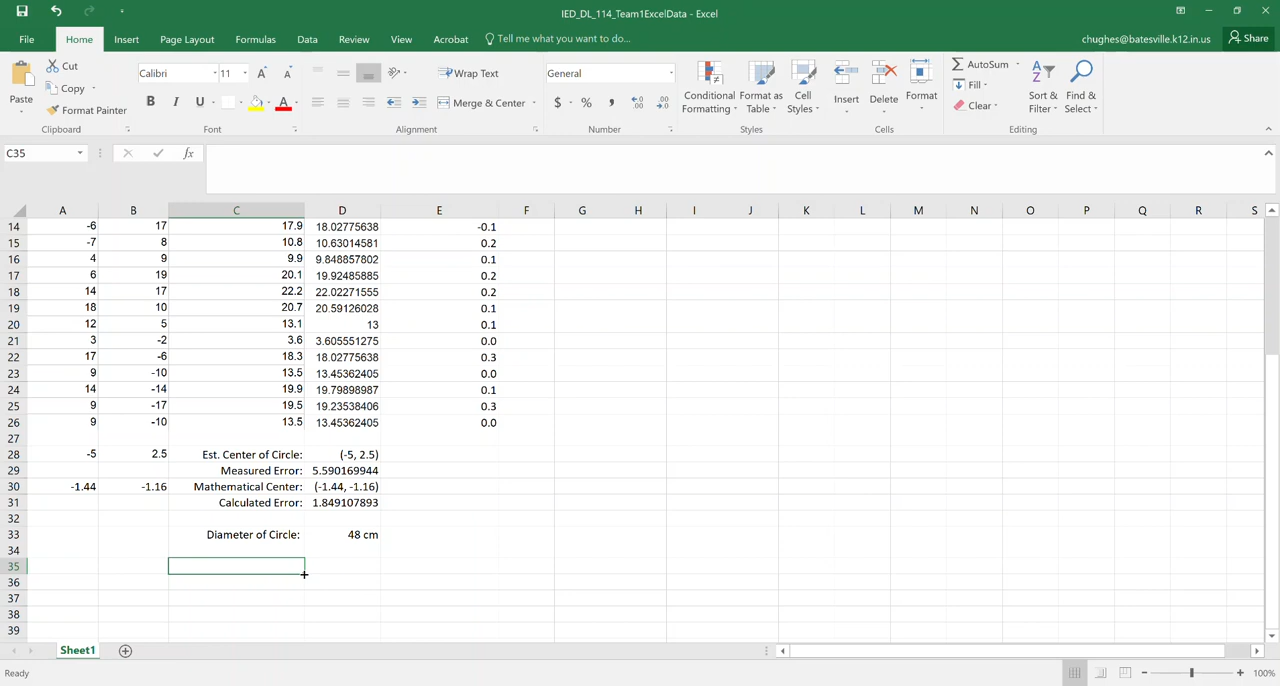 IED_DL_114_Team1ExcelData - Excel
File Home Insert Page Layout Formulas Data Review View Acrobat Tell me what you want to do... chughes@batesville.k12.in.us Share
Paste Cut Copy Format Painter Clipboard
Calibri 11 B I U A Font
Wrap Text Merge & Center Alignment
General $ % , Number
Conditional Formatting Format as Table Cell Styles Styles
Insert Delete Format Cells
AutoSum Fill Clear Sort & Filter Find & Select Editing
C35 fx
A B C D E F G H I J K L M N O P Q R S
14 -6 17 17.9 18.02775638 -0.1
15 -7 8 10.8 10.63014581 0.2
16 4 9 9.9 9.848857802 0.1
17 6 19 20.1 19.92485885 0.2
18 14 17 22.2 22.02271555 0.2
19 18 10 20.7 20.59126028 0.1
20 12 5 13.1 13 0.1
21 3 -2 3.6 3.605551275 0.0
22 17 -6 18.3 18.02775638 0.3
23 9 -10 13.5 13.45362405 0.0
24 14 -14 19.9 19.79898987 0.1
25 9 -17 19.5 19.23538406 0.3
26 9 -10 13.5 13.45362405 0.0
27
28 -5 2.5 Est. Center of Circle: (-5, 2.5)
29 Measured Error: 5.590169944
30 -1.44 -1.16 Mathematical Center: (-1.44, -1.16)
31 Calculated Error: 1.849107893
32
33 Diameter of Circle: 48 cm
34
35
36
37
38
39
Sheet1
Ready 100%